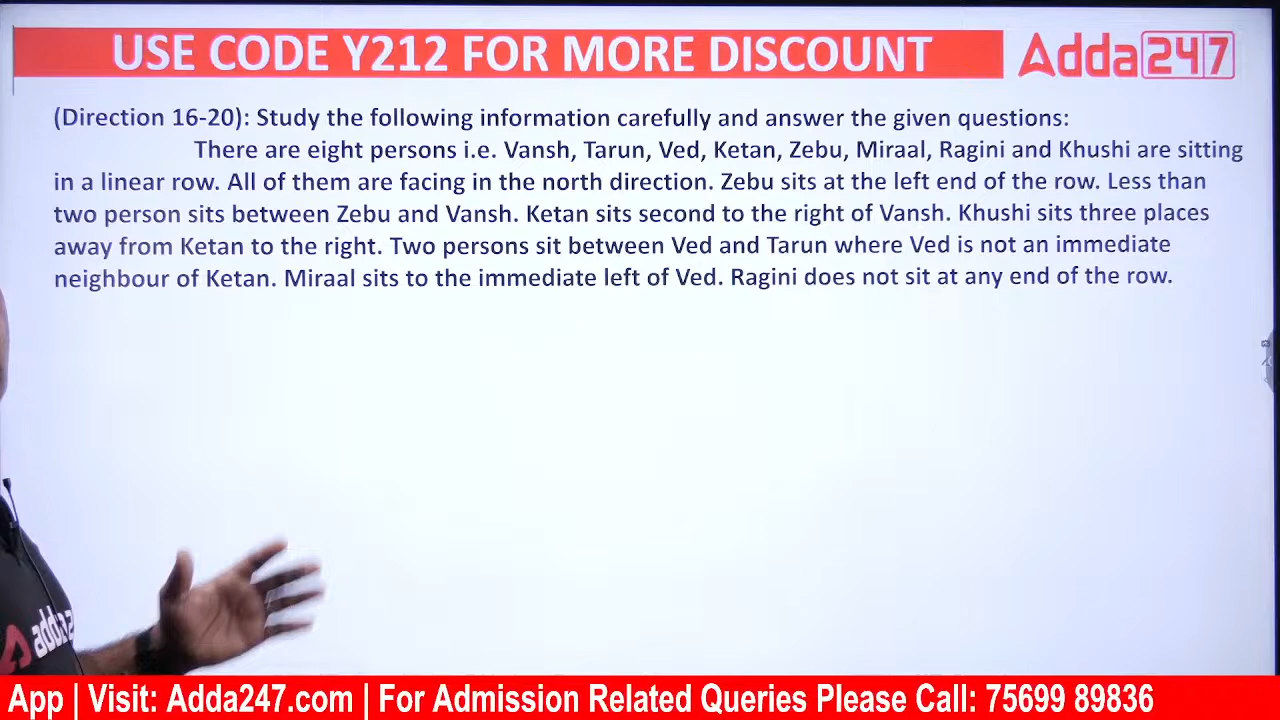 USE CODE Y212 FOR MORE DISCOUNT
Adda247
(Direction 16-20): Study the following information carefully and answer the given questions:
There are eight persons i.e. Vansh, Tarun, Ved, Ketan, Zebu, Miraal, Ragini and Khushi are sitting
in a linear row. All of them are facing in the north direction. Zebu sits at the left end of the row. Less than
two person sits between Zebu and Vansh. Ketan sits second to the right of Vansh. Khushi sits three places
away from Ketan to the right. Two persons sit between Ved and Tarun where Ved is not an immediate
neighbour of Ketan. Miraal sits to the immediate left of Ved. Ragini does not sit at any end of the row.
App | Visit: Adda247.com | For Admission Related Queries Please Call: 75699 89836